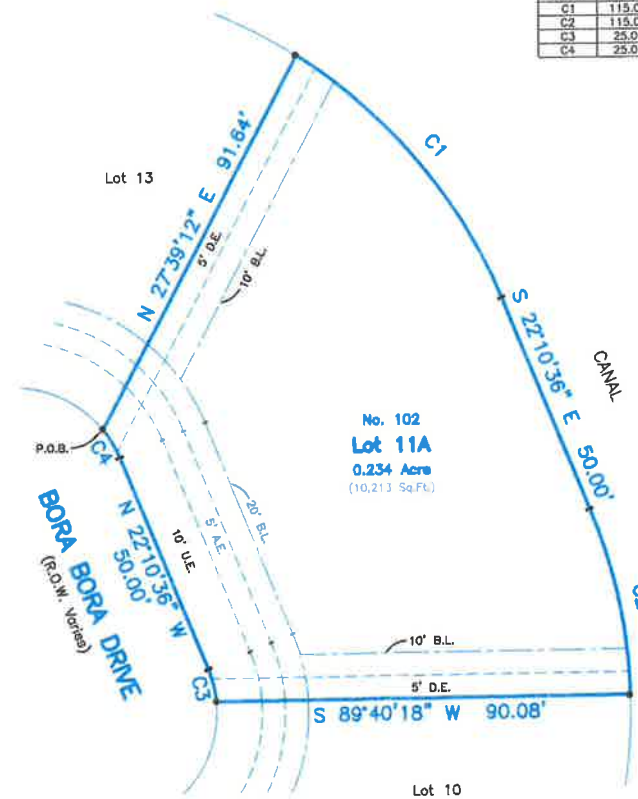 C1 115.0
C2 115.0
C3 25.0
C4 25.0
C1
Lot 13
N 27°39'12" E 91.64'
5' D.E.
10' B.L.
S 22°10'36" E 50.00'
CANAL
No. 102
Lot 11A
0.234 Acre
(10,213 Sq.Ft.)
P.O.B.
C4
BORA BORA DRIVE
(R.O.W. Varies)
N 22°10'36" W
50.00'
10' U.E.
5' A.E.
20' B.L.
10' B.L.
C3
5' D.E.
S 89°40'18" W 90.08'
Lot 10